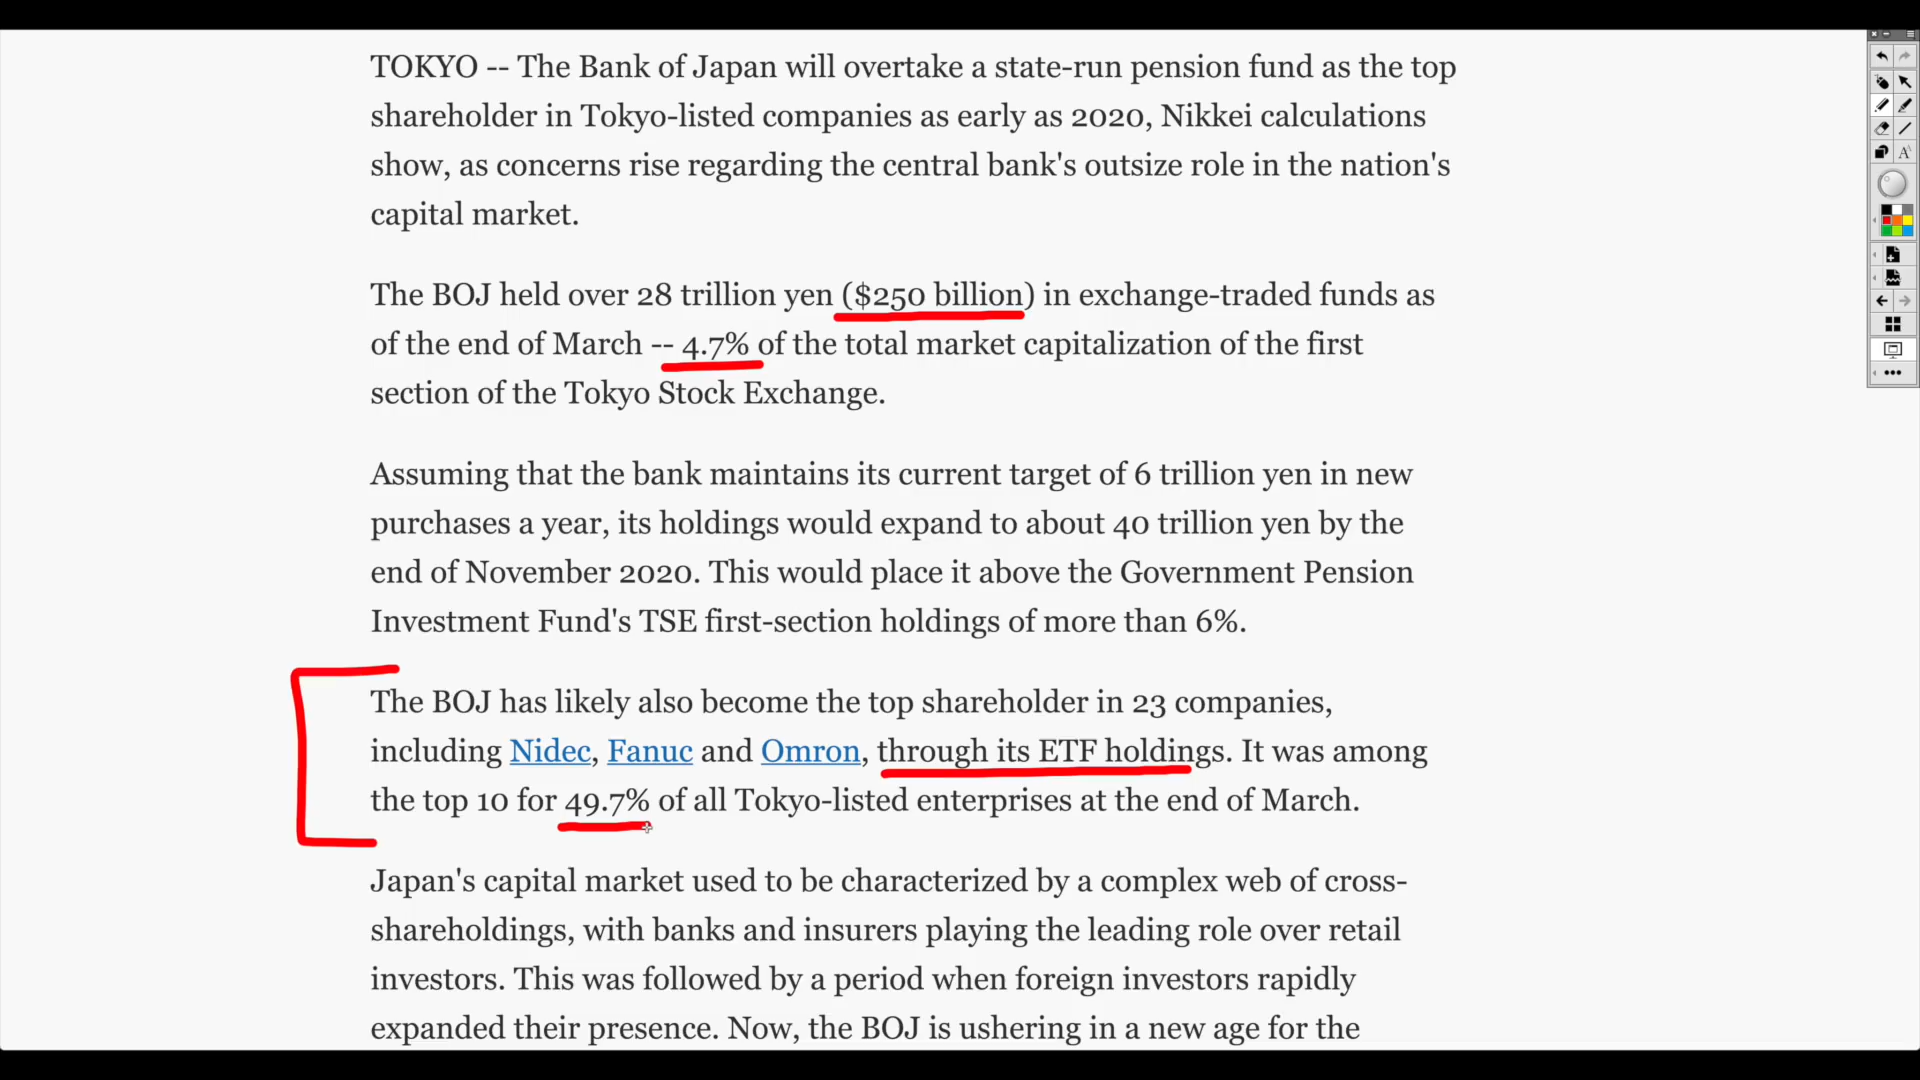 TOKYO -- The Bank of Japan will overtake a state-run pension fund as the top
shareholder in Tokyo-listed companies as early as 2020, Nikkei calculations
show, as concerns rise regarding the central bank's outsize role in the nation's
capital market.
The BOJ held over 28 trillion yen ($250 billion) in exchange-traded funds as
of the end of March -- 4.7% of the total market capitalization of the first
section of the Tokyo Stock Exchange.
Assuming that the bank maintains its current target of 6 trillion yen in new
purchases a year, its holdings would expand to about 40 trillion yen by the
end of November 2020. This would place it above the Government Pension
Investment Fund's TSE first-section holdings of more than 6%.
The BOJ has likely also become the top shareholder in 23 companies,
including Nidec, Fanuc and Omron, through its ETF holdings. It was among
the top 10 for 49.7% of all Tokyo-listed enterprises at the end of March.
Japan's capital market used to be characterized by a complex web of cross-
shareholdings, with banks and insurers playing the leading role over retail
investors. This was followed by a period when foreign investors rapidly
expanded their presence. Now, the BOJ is ushering in a new age for the